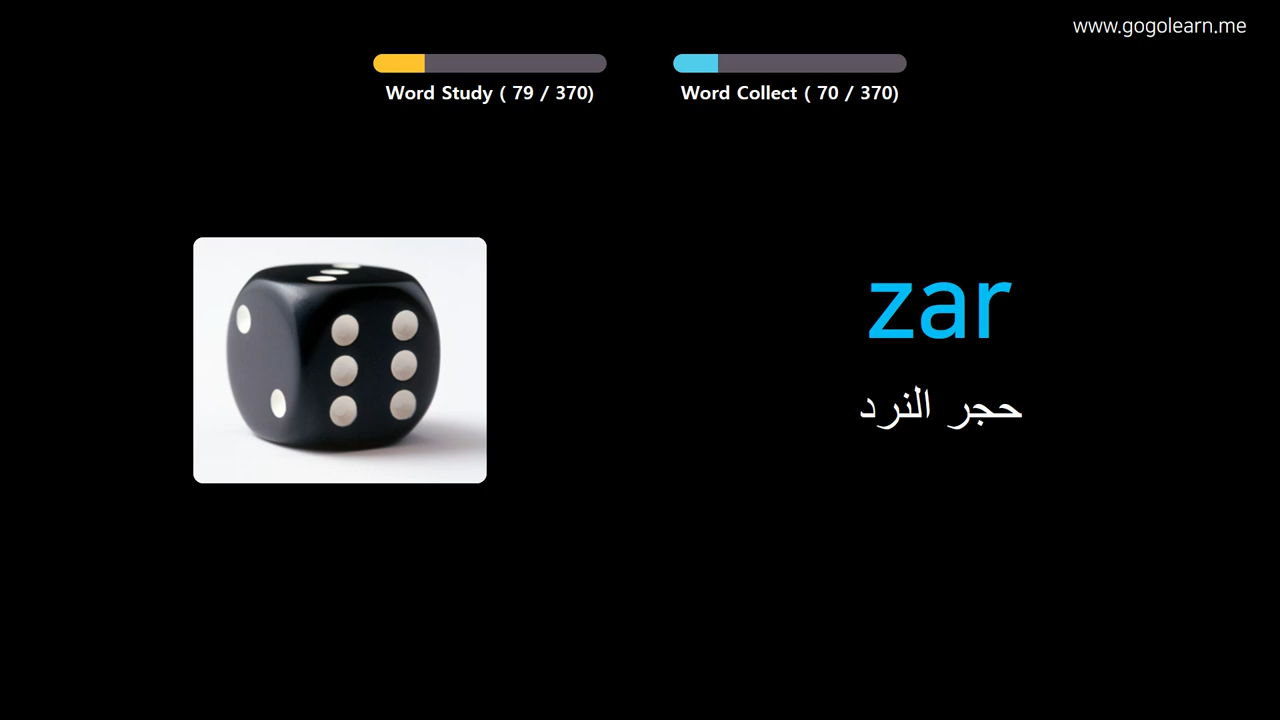 www.gogolearn.me
Word Study ( 79 / 370)
Word Collect ( 70 / 370)
zar
حجر النرد